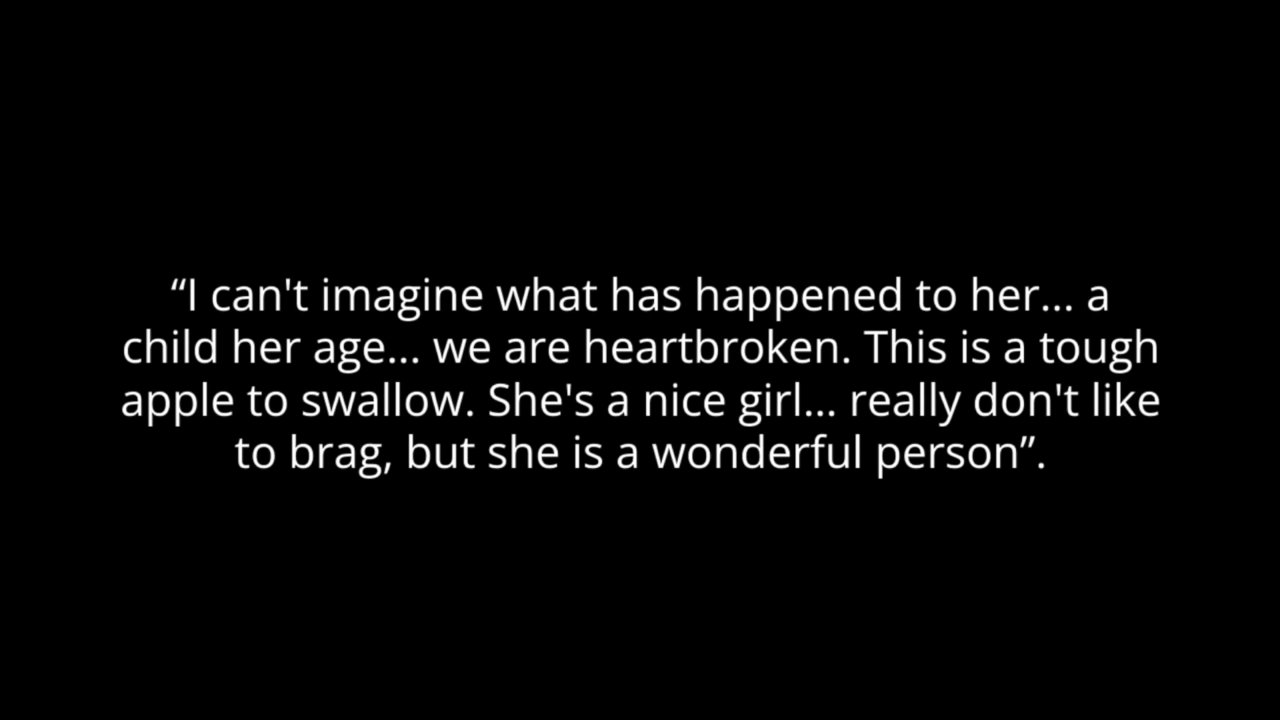 “I can't imagine what has happened to her... a
child her age... we are heartbroken. This is a tough
apple to swallow. She's a nice girl... really don't like
to brag, but she is a wonderful person”.